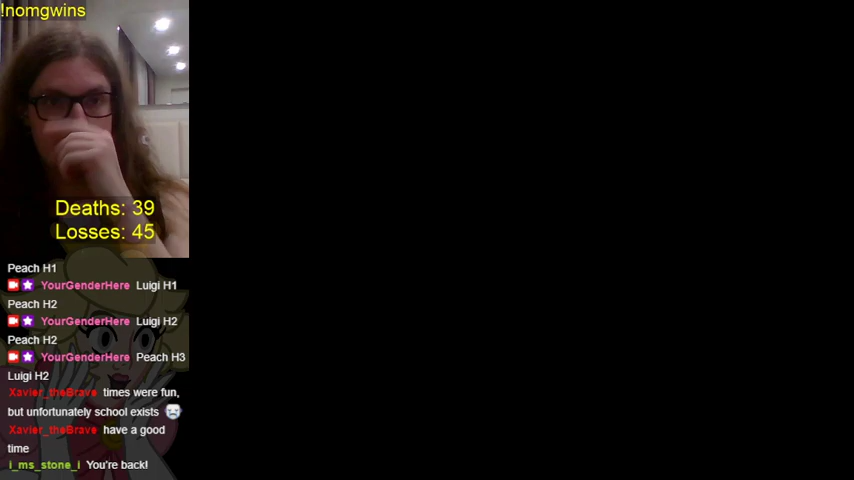 !nomgwins
Deaths: 39
Losses: 45
Peach H1
YourGenderHere Luigi H1
Peach H2
YourGenderHere Luigi H2
Peach H2
YourGenderHere Peach H3
Luigi H2
Xavier_theBrave times were fun,
but unfortunately school exists
Xavier_theBrave have a good
time
i_ms_stone_i You're back!